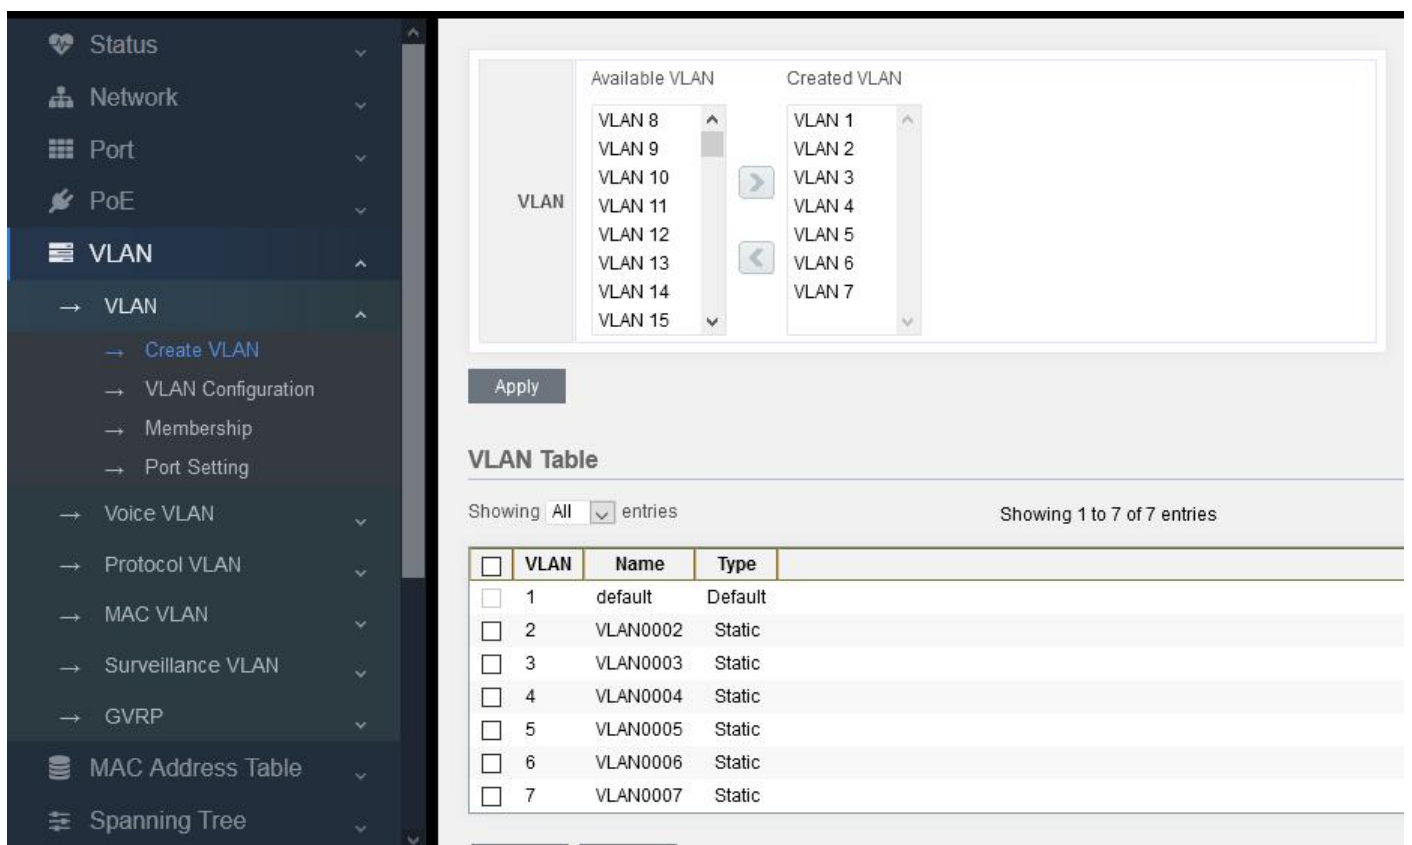 Status
Network
Port
PoE
VLAN
VLAN
Create VLAN
VLAN Configuration
Membership
Port Setting
Voice VLAN
Protocol VLAN
MAC VLAN
Surveillance VLAN
GVRP
MAC Address Table
Spanning Tree
VLAN
Available VLAN
VLAN 8
VLAN 9
VLAN 10
VLAN 11
VLAN 12
VLAN 13
VLAN 14
VLAN 15
Created VLAN
VLAN 1
VLAN 2
VLAN 3
VLAN 4
VLAN 5
VLAN 6
VLAN 7
Apply
VLAN Table
Showing All entries
Showing 1 to 7 of 7 entries
VLAN Name Type
1 default Default
2 VLAN0002 Static
3 VLAN0003 Static
4 VLAN0004 Static
5 VLAN0005 Static
6 VLAN0006 Static
7 VLAN0007 Static